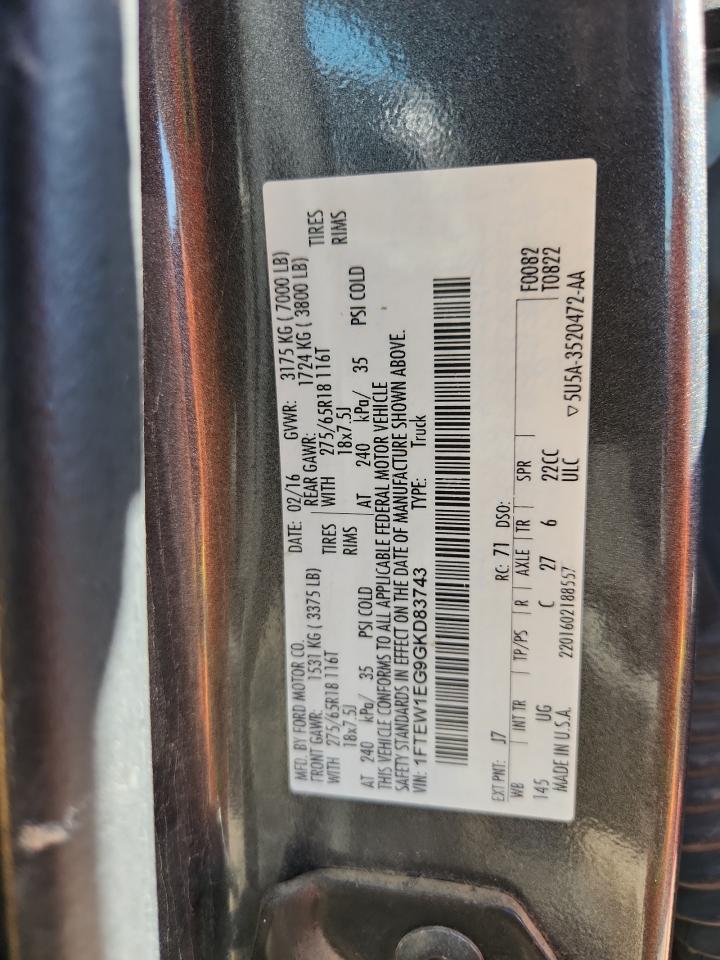 MFD. BY FORD MOTOR CO. DATE: 02/16 GVWR: 3175 KG ( 7000 LB)
FRONT GAWR: 1531 KG ( 3375 LB) REAR GAWR: 1724 KG ( 3800 LB)
WITH 275/65R18 116T TIRES WITH 275/65R18 116T TIRES
18x7.5J RIMS 18x7.5J RIMS
AT 240 kPa/ 35 PSI COLD AT 240 kPa/ 35 PSI COLD
THIS VEHICLE CONFORMS TO ALL APPLICABLE FEDERAL MOTOR VEHICLE
SAFETY STANDARDS IN EFFECT ON THE DATE OF MANUFACTURE SHOWN ABOVE.
VIN: 1FTEW1EG9GKD83743 TYPE: Truck
EXT PNT: J7 RC: 71 DSO:
WB INT TR TP/PS R AXLE TR SPR F0082
145 UG C 27 6 22CC T0822
ULC
MADE IN U.S.A. 2201602188557 ▽5U5A-3520472-AA